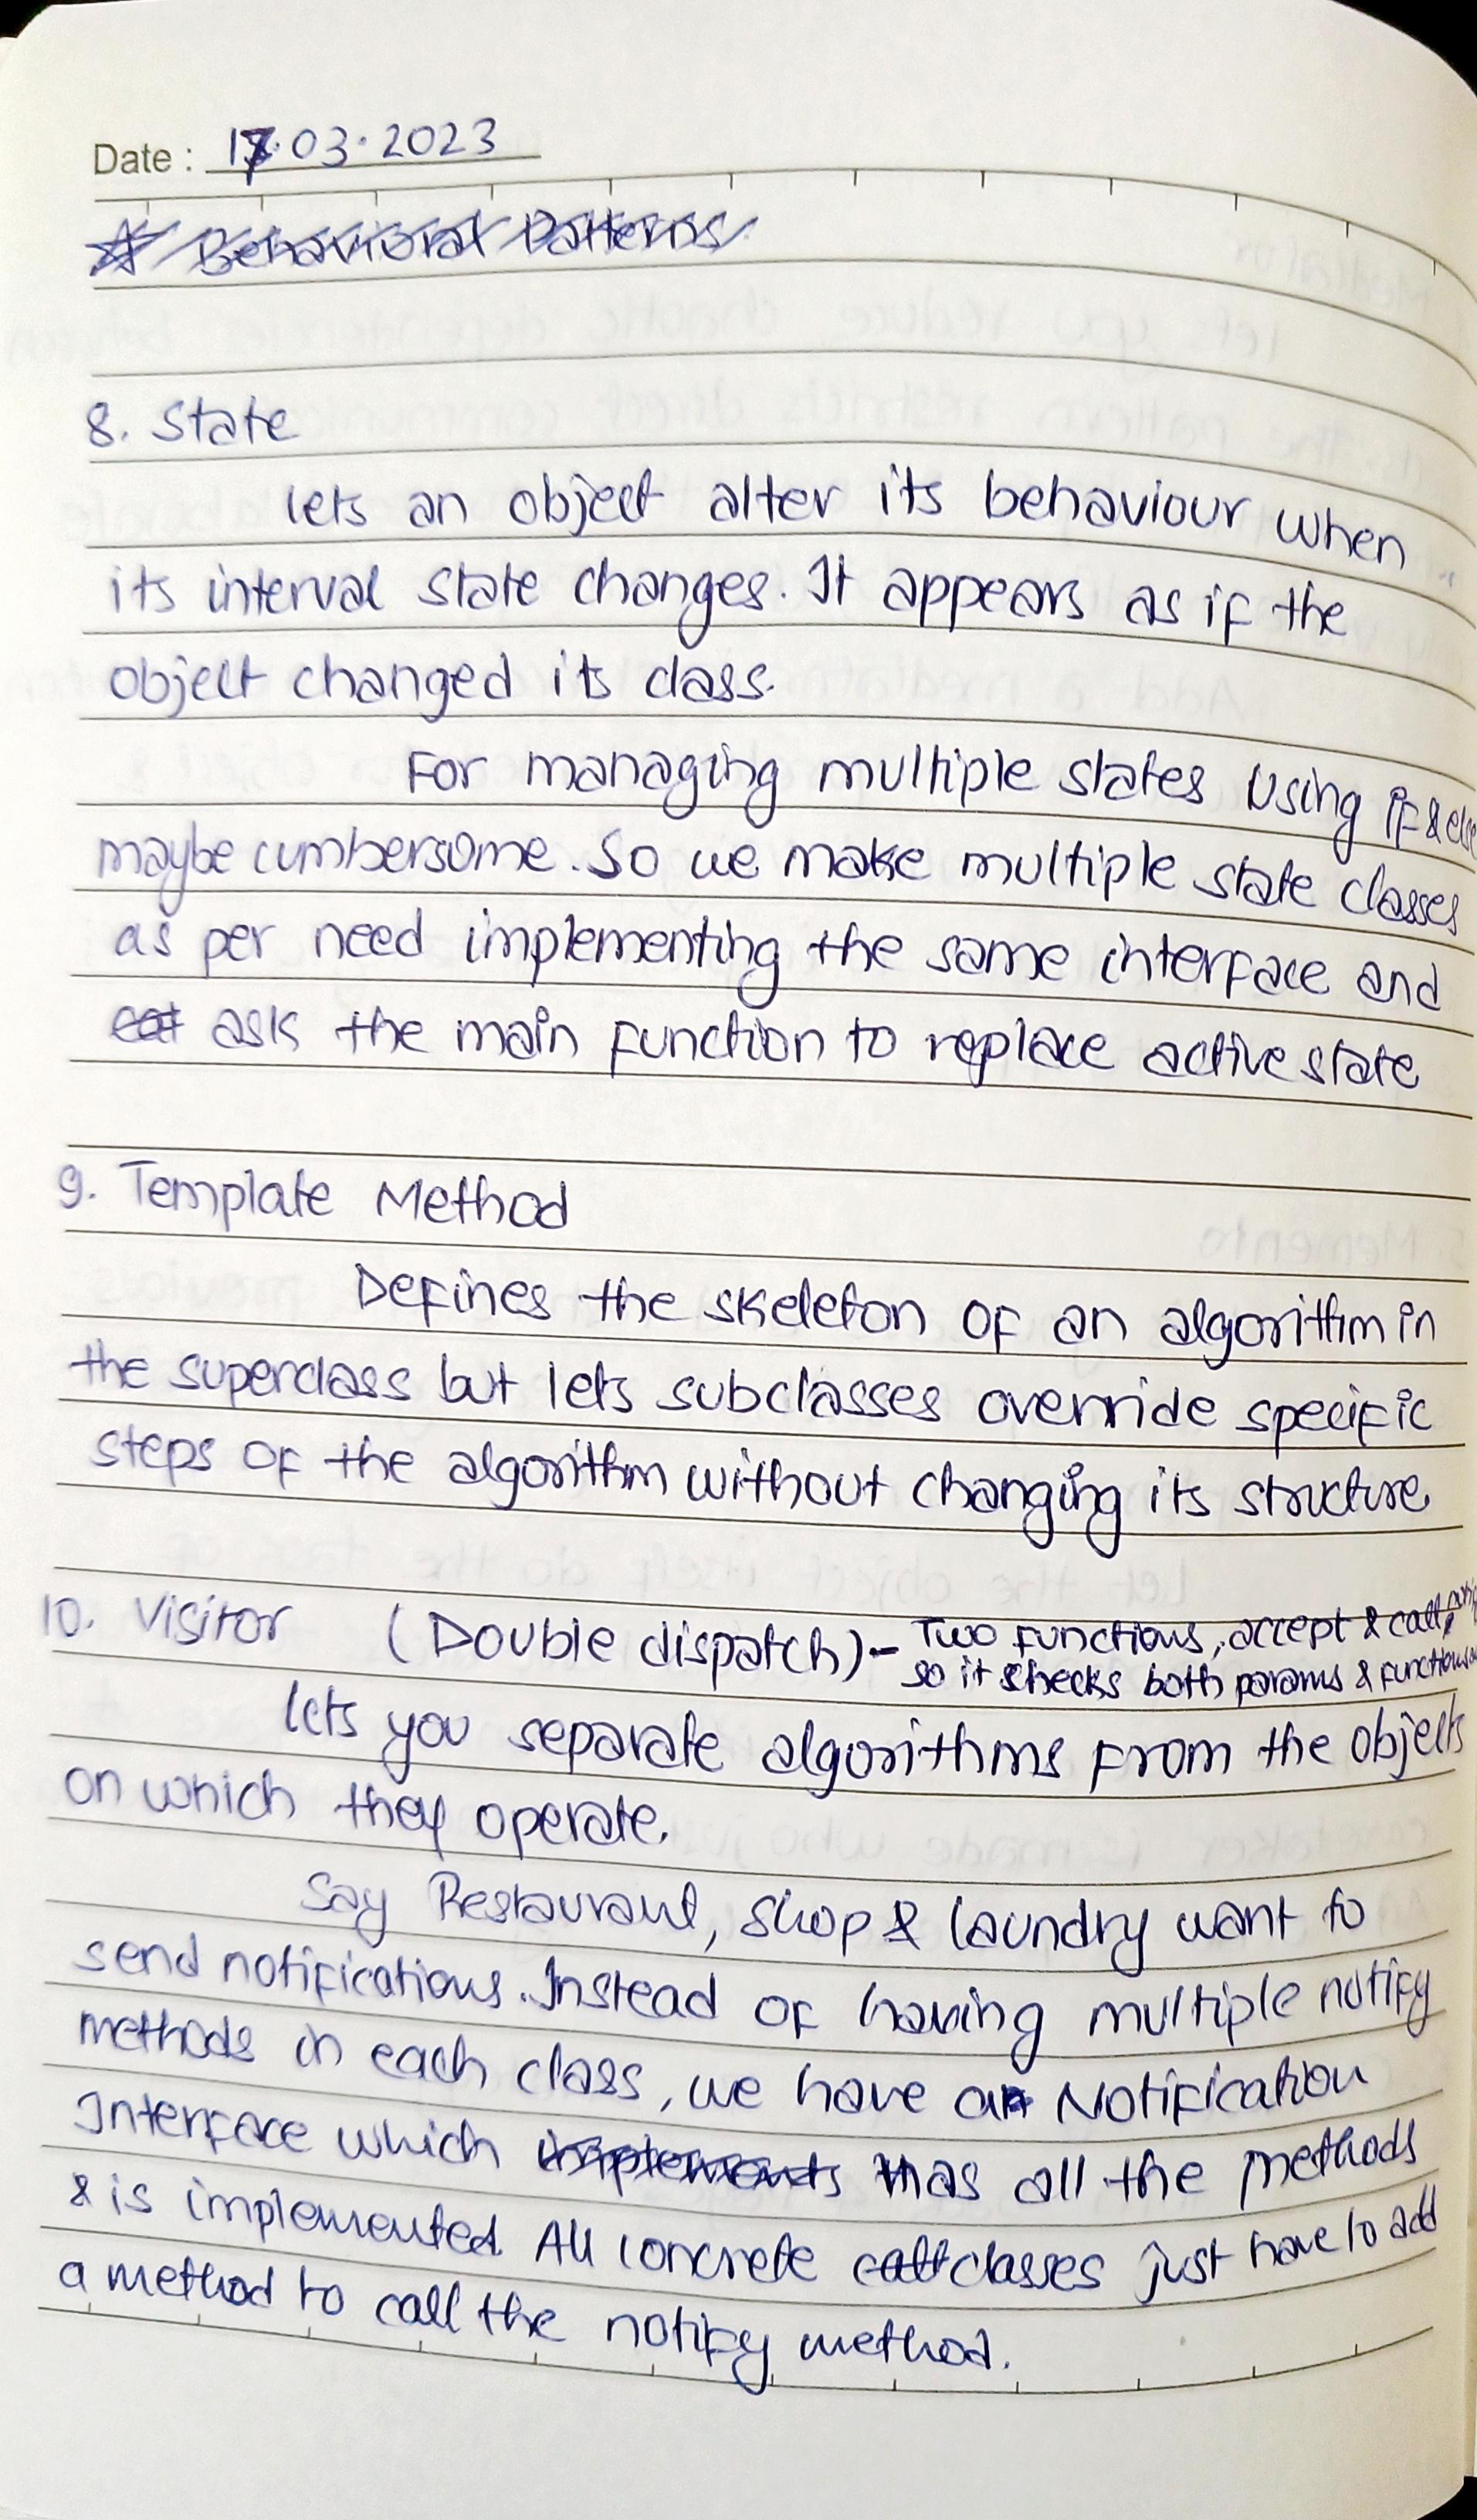 Date : 17.03.2023
Behavioral Patterns
8. State
lets an object alter its behaviour when
its interval state changes. It appears as if the
object changed its class.
For managing multiple states using if & else
maybe cumbersome. So we make multiple state classes
as per need implementing the same interface and
ask the main function to replace active state
9. Template Method
Defines the skeleton of an algorithm in
the superclass but lets subclasses override specific
steps of the algorithm without changing its structure
10. Visitor (Double dispatch) - Two functions, accept & call,
so it checks both params & function
lets you separate algorithms from the objects
on which they operate.
Say Restaurant, Shop & laundry want to
send notifications. Instead of having multiple notify
methods in each class, we have a Notification
Interface which implements has all the methods
& is implemented. All concrete classes just have to add
a method to call the notify method.